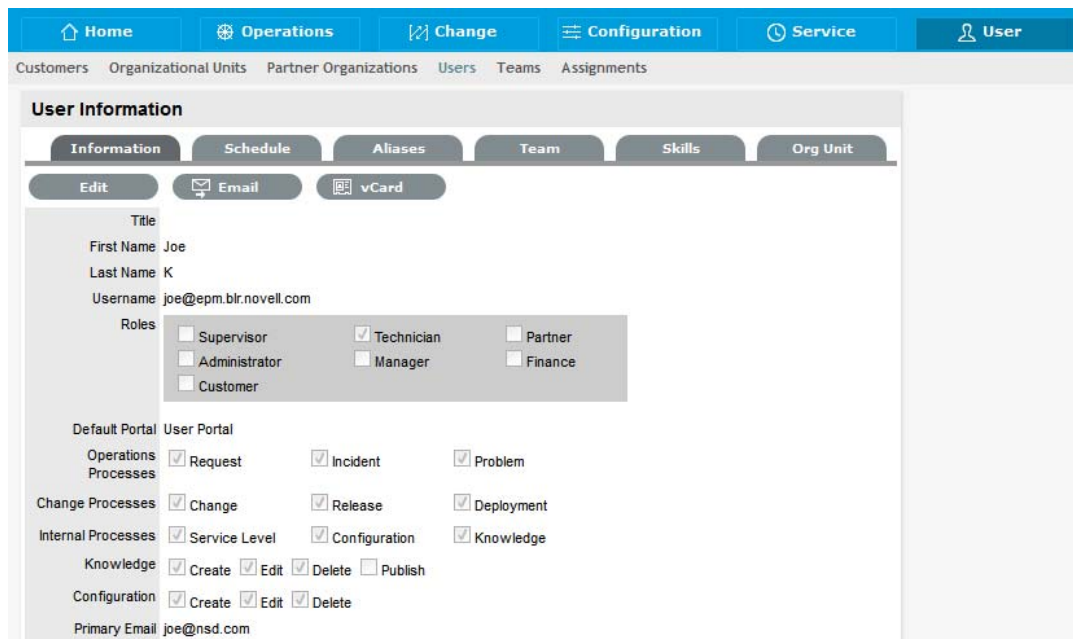 Home Operations Change Configuration Service User
Customers Organizational Units Partner Organizations Users Teams Assignments
User Information
Information Schedule Aliases Team Skills Org Unit
Edit Email vCard
Title
First Name Joe
Last Name K
Username joe@epm.blr.novell.com
Roles
Supervisor Technician Partner
Administrator Manager Finance
Customer
Default Portal User Portal
Operations Processes Request Incident Problem
Change Processes Change Release Deployment
Internal Processes Service Level Configuration Knowledge
Knowledge Create Edit Delete Publish
Configuration Create Edit Delete
Primary Email joe@nsd.com